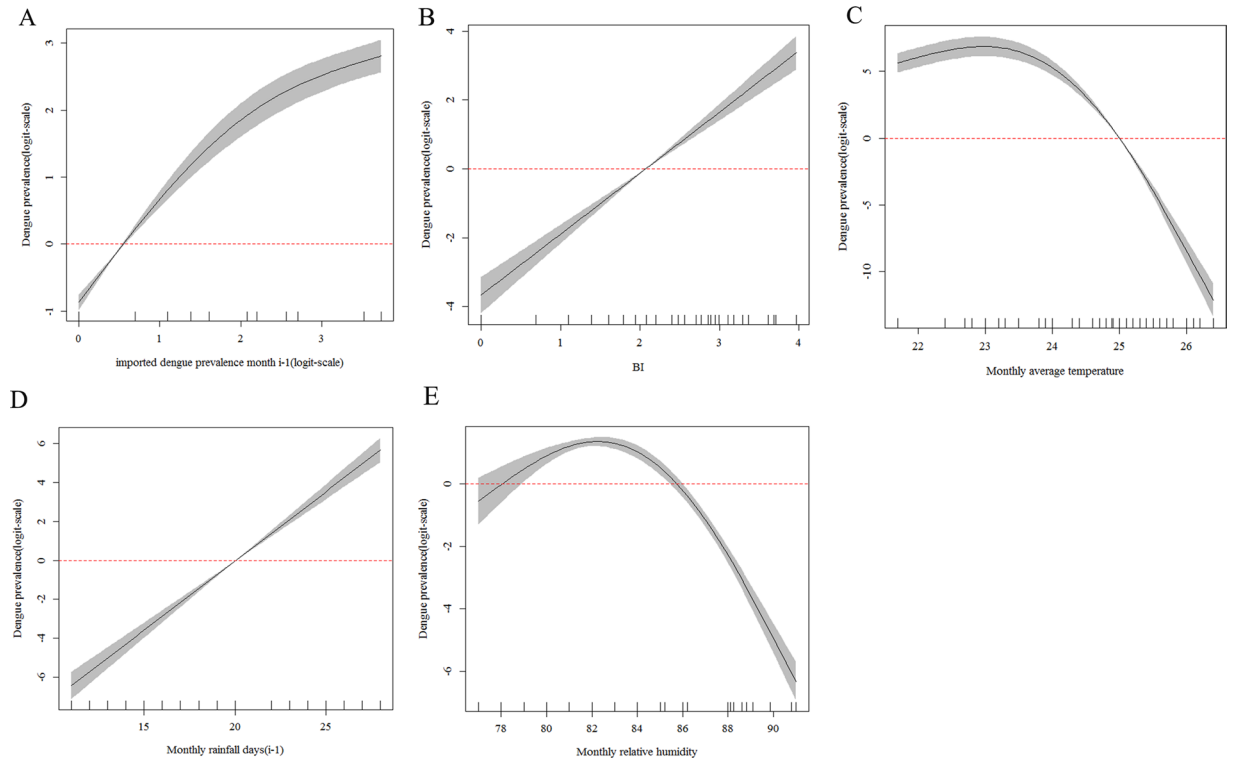 A
Dengue prevalence(logit-scale)
3
2
1
0
-1
0 1 2 3
imported dengue prevalence month i-1(logit-scale)
B
Dengue prevalence(logit-scale)
4
2
0
-2
-4
0 1 2 3 4
BI
C
Dengue prevalence(logit-scale)
5
0
-5
-10
22 23 24 25 26
Monthly average temperature
D
Dengue prevalence(logit-scale)
6
4
2
0
-2
-4
-6
15 20 25
Monthly rainfall days(i-1)
E
Dengue prevalence(logit-scale)
0
-2
-4
-6
78 80 82 84 86 88 90
Monthly relative humidity